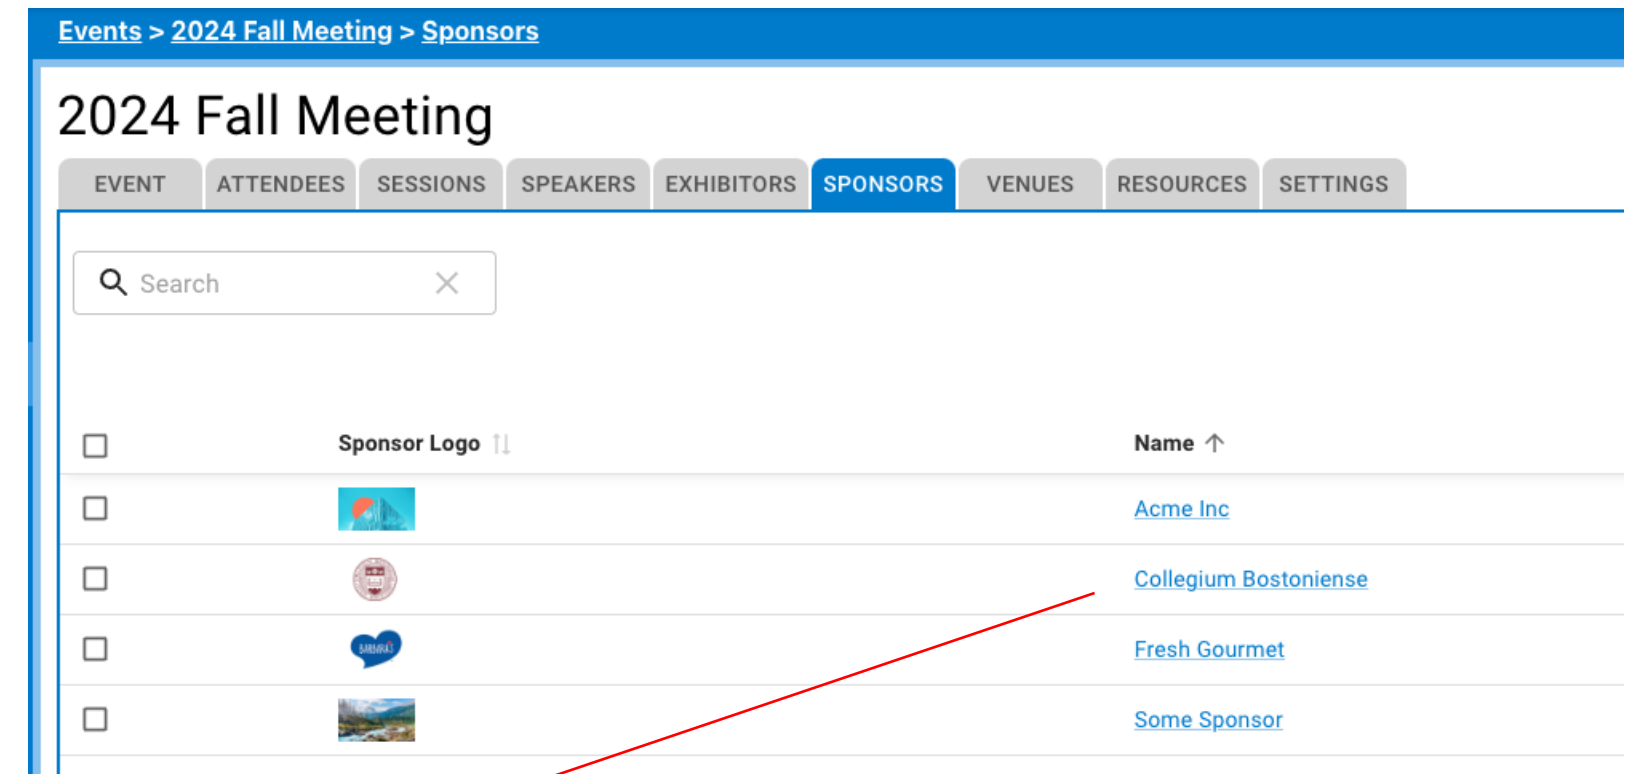 Events > 2024 Fall Meeting > Sponsors
2024 Fall Meeting
EVENT ATTENDEES SESSIONS SPEAKERS EXHIBITORS SPONSORS VENUES RESOURCES SETTINGS
Search
Sponsor Logo Name
Acme Inc
Collegium Bostoniense
BARBARA'S Fresh Gourmet
Some Sponsor